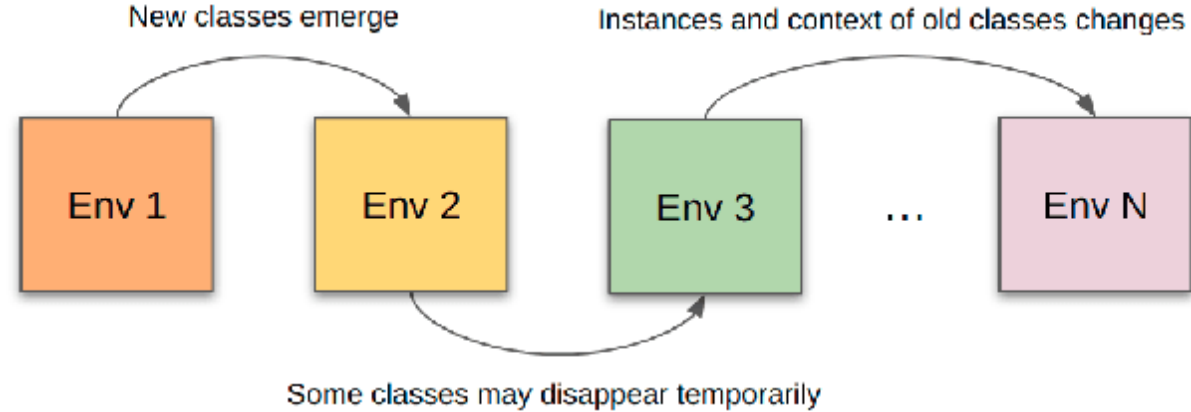 New classes emerge
Instances and context of old classes changes
Env 1
Env 2
Env 3
...
Env N
Some classes may disappear temporarily